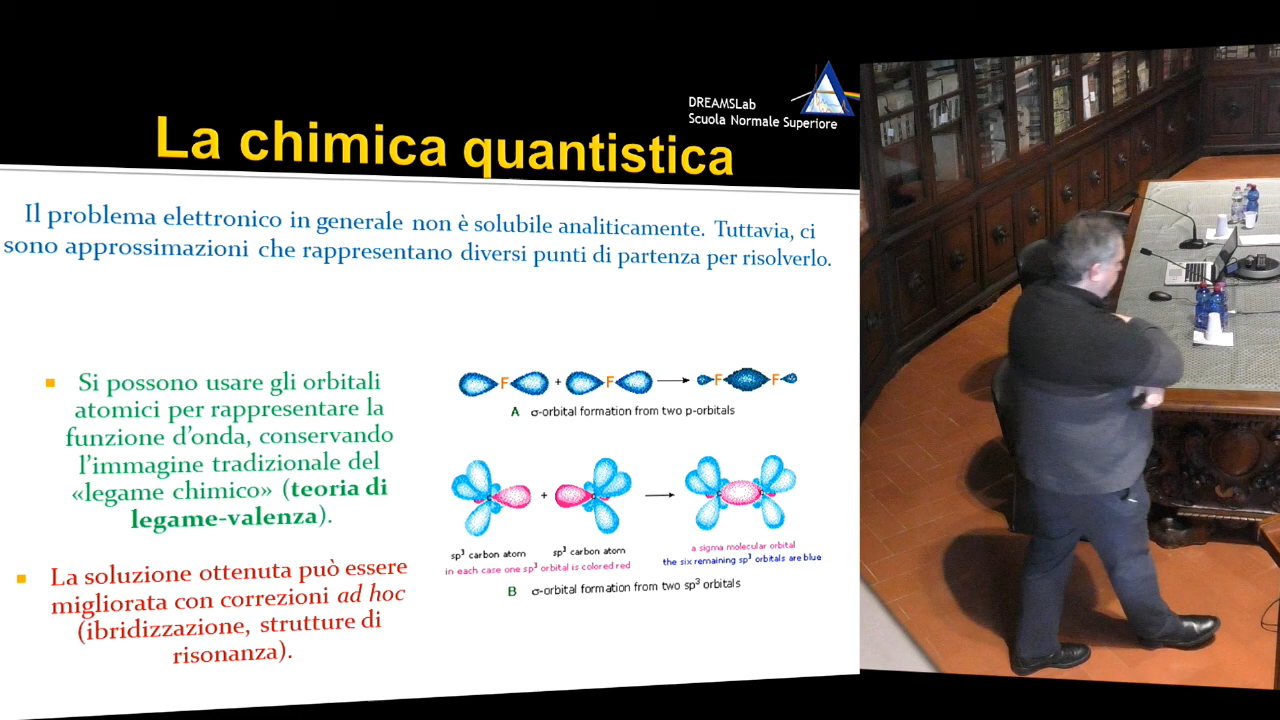 DREAMSLab
Scuola Normale Superiore
La chimica quantistica
Il problema elettronico in generale non è solubile analiticamente. Tuttavia, ci
sono approssimazioni che rappresentano diversi punti di partenza per risolverlo.
Si possono usare gli orbitali
atomici per rappresentare la
funzione d'onda, conservando
l'immagine tradizionale del
«legame chimico» (teoria di
legame-valenza).
La soluzione ottenuta può essere
migliorata con correzioni ad hoc
(ibridizzazione, strutture di
risonanza).
F + F → F F
A σ-orbital formation from two p-orbitals
+ →
sp³ carbon atom sp³ carbon atom
in each case one sp³ orbital is colored red
a sigma molecular orbital
the six remaining sp³ orbitals are blue
B σ-orbital formation from two sp³ orbitals